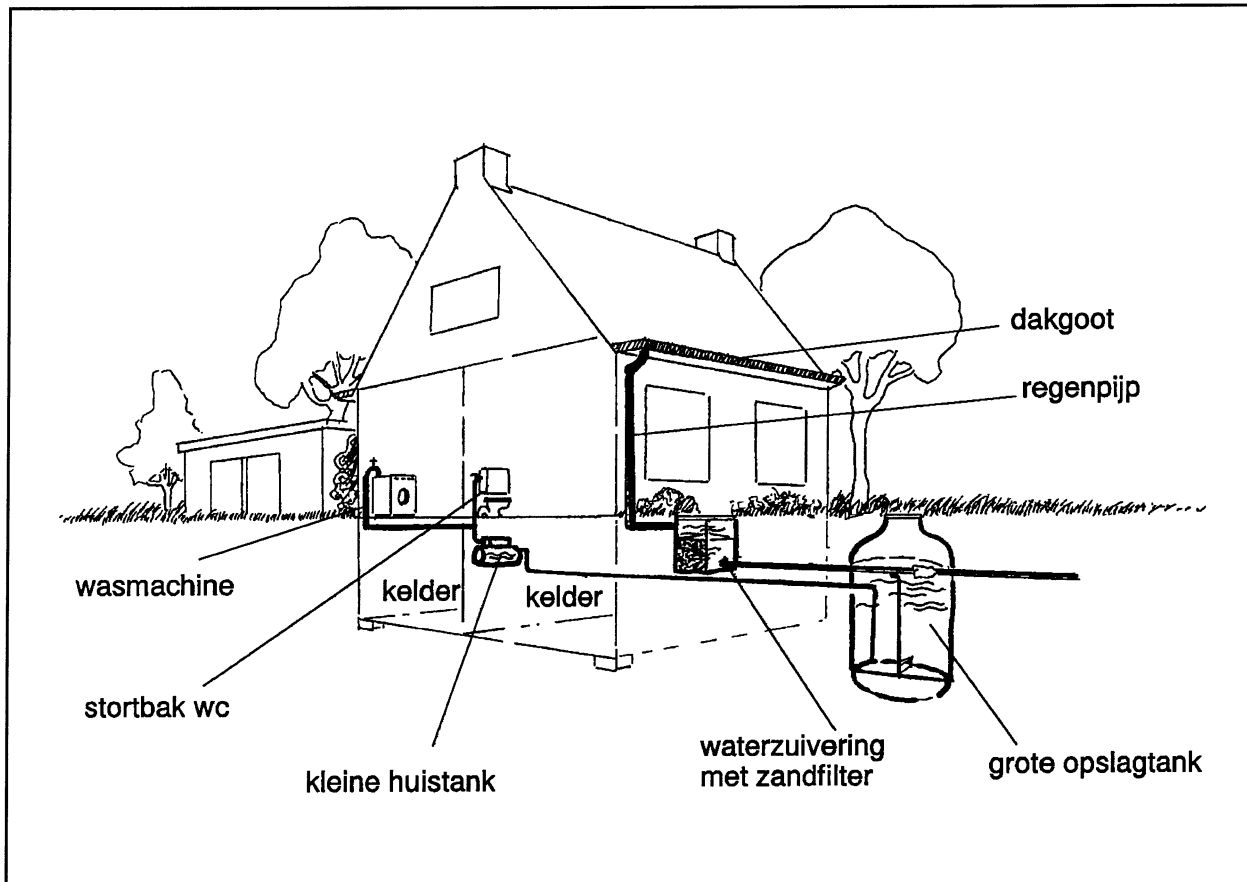 dakgoot
regenpijp
wasmachine
kelder
kelder
stortbak wc
kleine huistank
waterzuivering
met zandfilter
grote opslagtank